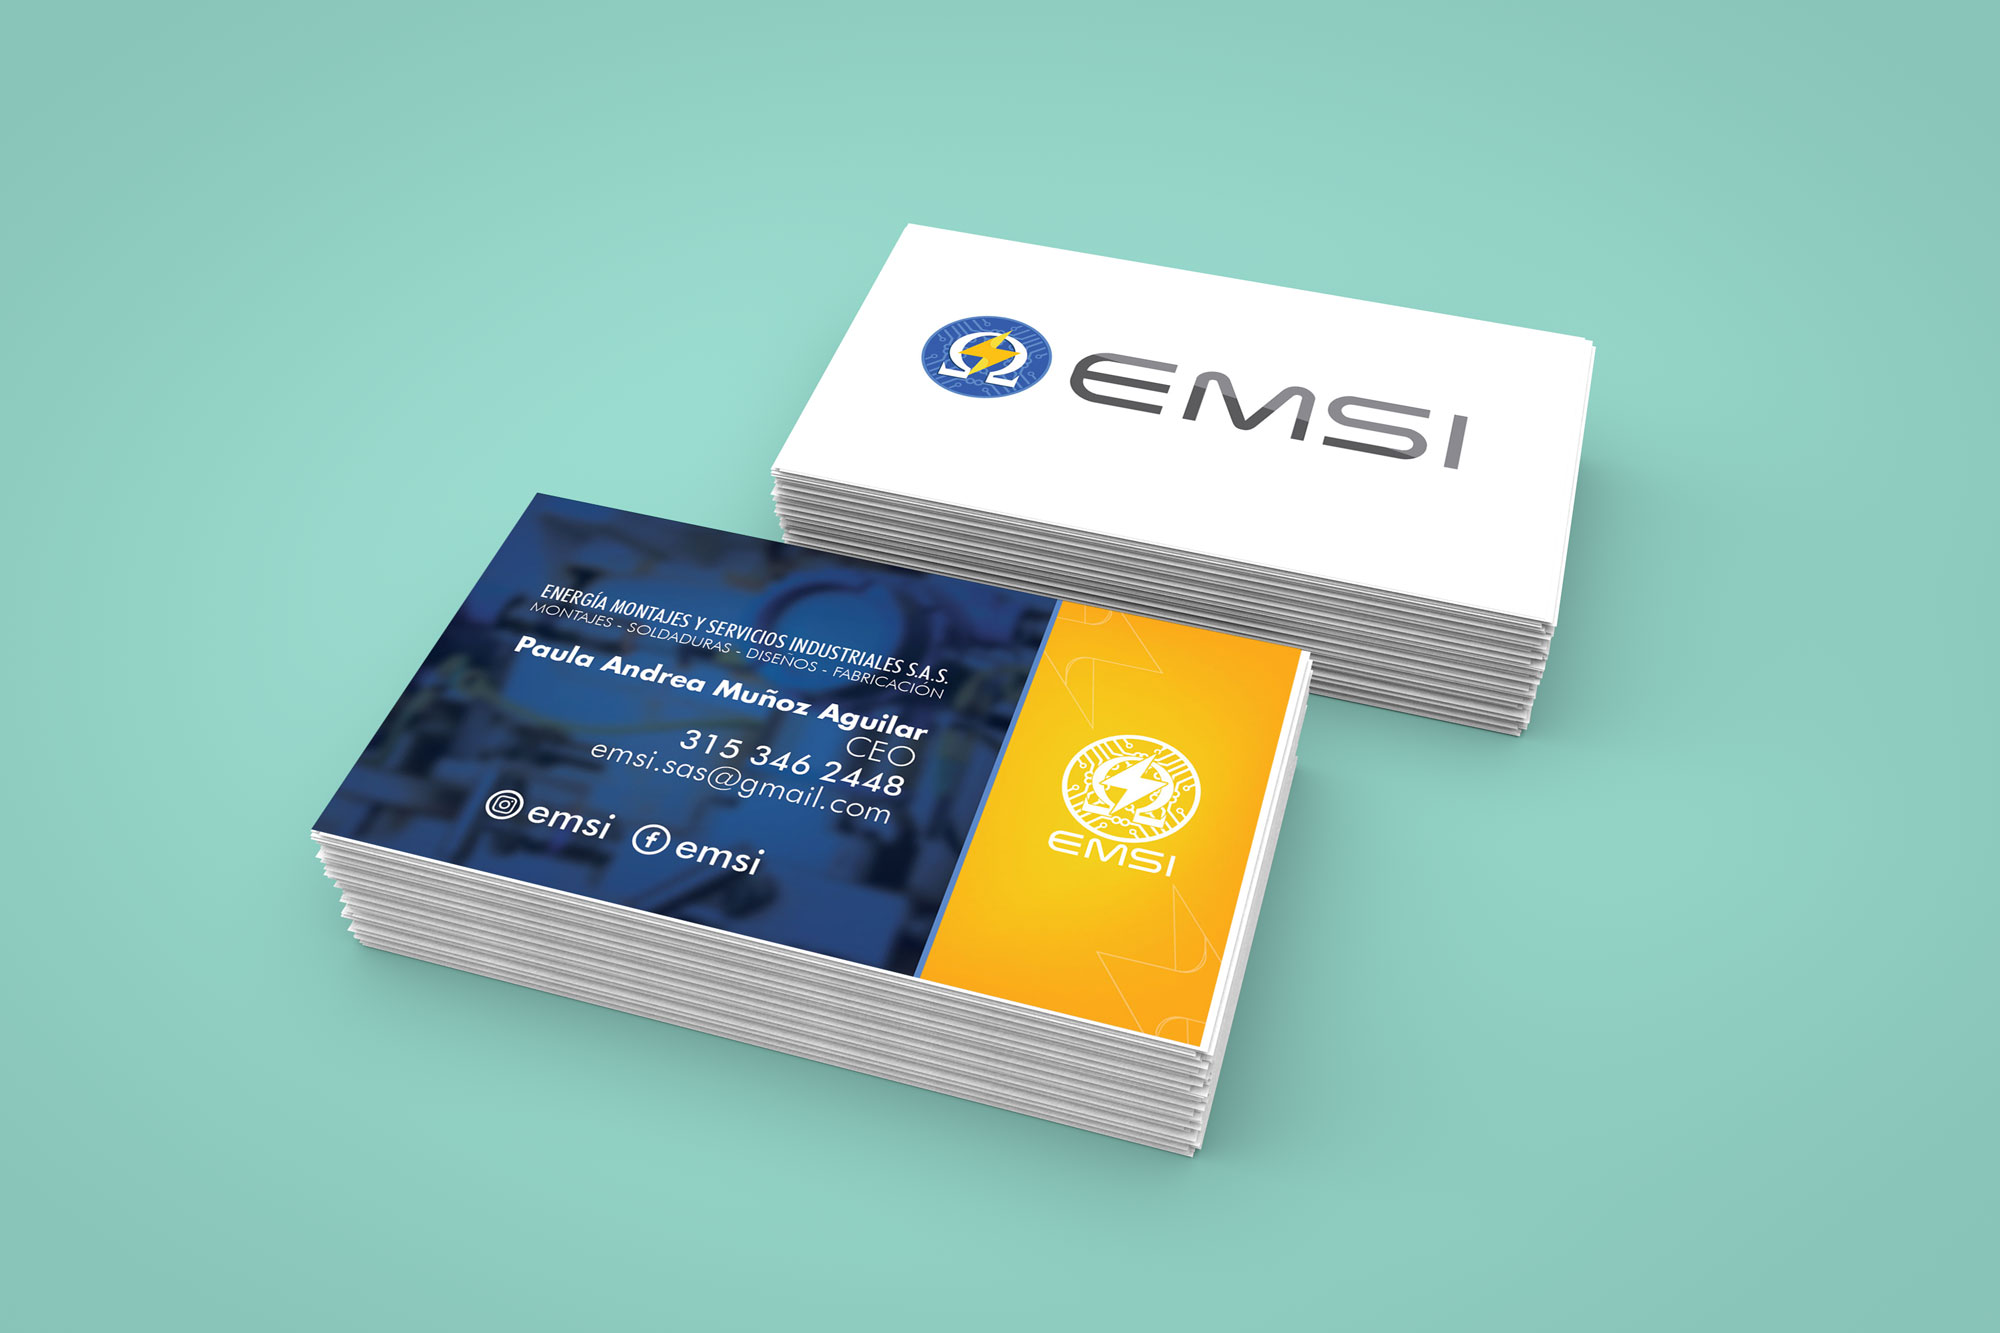 EMSI
ENERGÍA MONTAJES Y SERVICIOS INDUSTRIALES S.A.S.
MONTAJES - SOLDADURAS - DISEÑOS - FABRICACIÓN
Paula Andrea Muñoz Aguilar
CEO
315 346 2448
emsi.sas@gmail.com
emsi emsi
EMSI